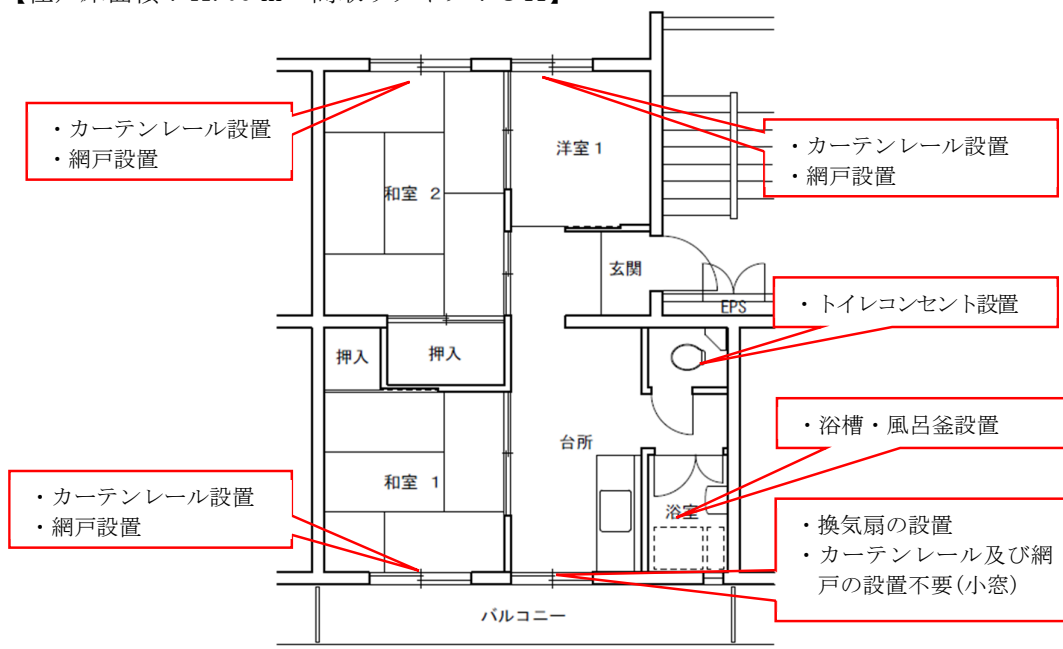 ・カーテンレール設置
・網戸設置
・カーテンレール設置
・網戸設置
洋室1
和室 2
玄関
EPS
・トイレコンセント設置
押入
押入
・浴槽・風呂釜設置
台所
和室 1
・カーテンレール設置
・網戸設置
浴室
・換気扇の設置
・カーテンレール及び網
戸の設置不要(小窓)
バルコニー